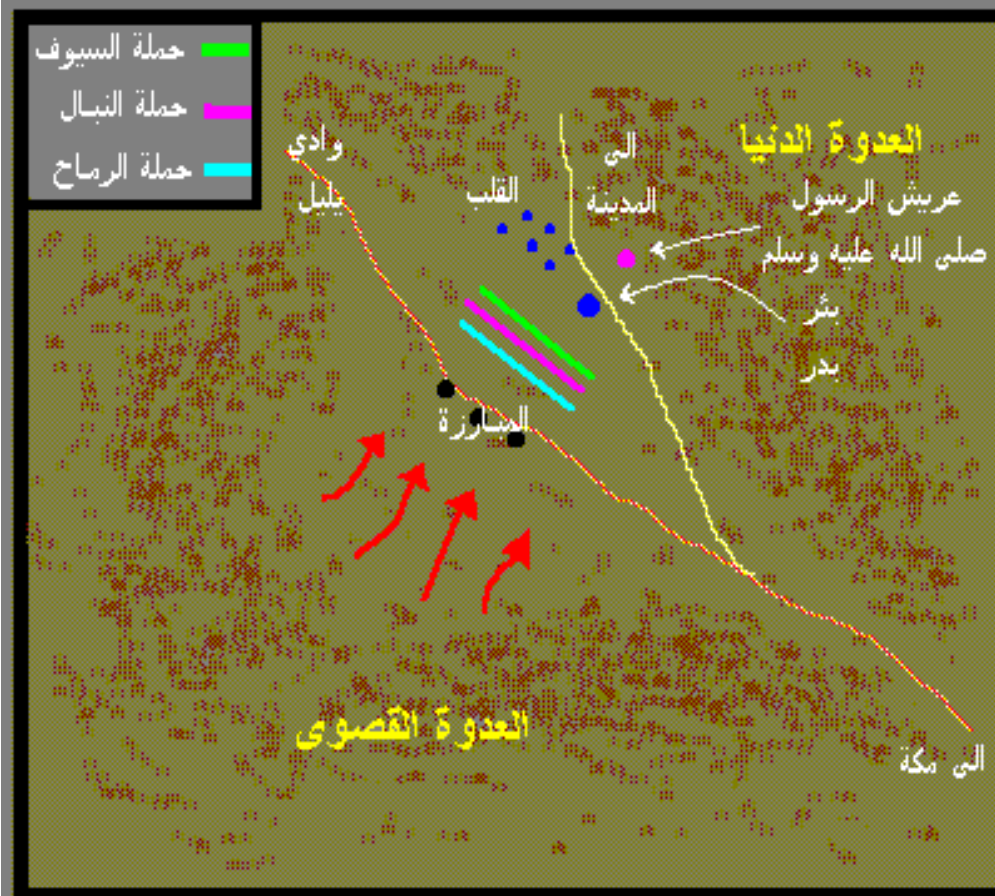 حملة السيوف
حملة النبال
حملة الرماح
العدوة الدنيا
وادي
يليل
القلب
الى
المدينة
عريش الرسول
صلى الله عليه وسلم
بئر
بدر
المبارزة
العدوة القصوى
الى مكة